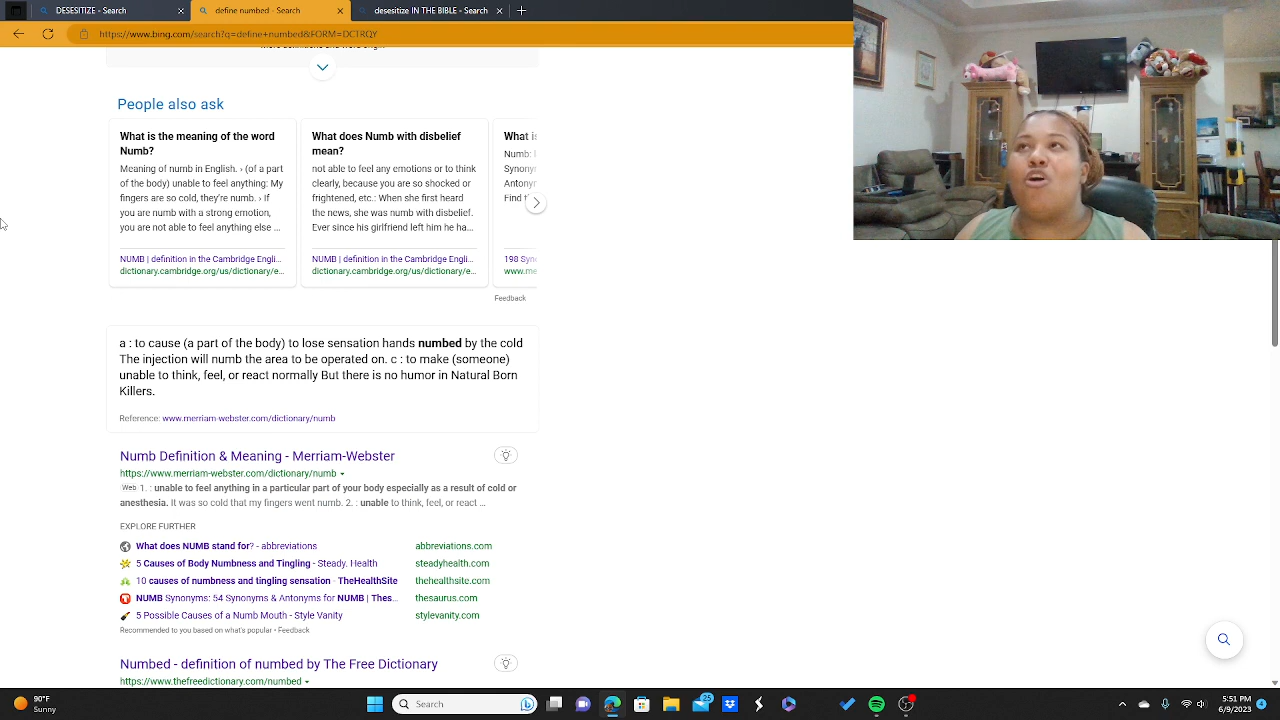 DESESITIZE - Search
define numbed - Search
desesits IN THE BIBLE - Search
https://www.bing.com/search?q=define+numbed&FORM=DCTRQY
People also ask
What is the meaning of the word
Numb?
Meaning of numb in English. › (of a part
of the body) unable to feel anything: My
fingers are so cold, they're numb. › If
you are numb with a strong emotion,
you are not able to feel anything else ...
NUMB | definition in the Cambridge Engli...
dictionary.cambridge.org/us/dictionary/e...
What does Numb with disbelief
mean?
not able to feel any emotions or to think
clearly, because you are so shocked or
frightened, etc.: When she first heard
the news, she was numb with disbelief.
Ever since his girlfriend left him he ha...
NUMB | definition in the Cambridge Engli...
dictionary.cambridge.org/us/dictionary/e...
What is
Numb:
Synonyn
Antonyn
Find t
198 Syn
www.me
Feedback
a : to cause (a part of the body) to lose sensation hands numbed by the cold
The injection will numb the area to be operated on. c : to make (someone)
unable to think, feel, or react normally But there is no humor in Natural Born
Killers.
Reference: www.merriam-webster.com/dictionary/numb
Numb Definition & Meaning - Merriam-Webster
https://www.merriam-webster.com/dictionary/numb
Web 1. : unable to feel anything in a particular part of your body especially as a result of cold or
anesthesia. It was so cold that my fingers went numb. 2. : unable to think, feel, or react ...
EXPLORE FURTHER
What does NUMB stand for? - abbreviations abbreviations.com
5 Causes of Body Numbness and Tingling - Steady. Health steadyhealth.com
10 causes of numbness and tingling sensation - TheHealthSite thehealthsite.com
NUMB Synonyms: 54 Synonyms & Antonyms for NUMB | Thes... thesaurus.com
5 Possible Causes of a Numb Mouth - Style Vanity stylevanity.com
Recommended to you based on what's popular • Feedback
Numbed - definition of numbed by The Free Dictionary
https://www.thefreedictionary.com/numbed
90°F
Sunny
Search
25
5:51 PM
6/9/2023
4